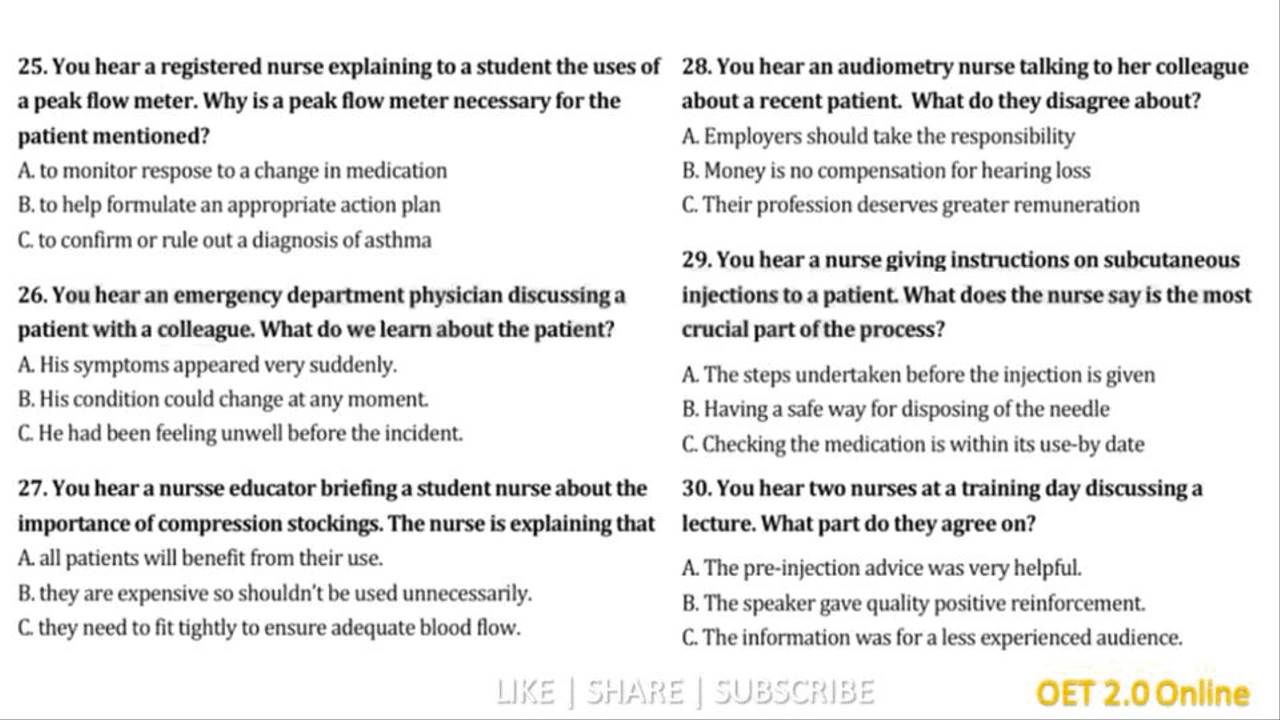 25. You hear a registered nurse explaining to a student the uses of
a peak flow meter. Why is a peak flow meter necessary for the
patient mentioned?
A. to monitor respose to a change in medication
B. to help formulate an appropriate action plan
C. to confirm or rule out a diagnosis of asthma
26. You hear an emergency department physician discussing a
patient with a colleague. What do we learn about the patient?
A. His symptoms appeared very suddenly.
B. His condition could change at any moment.
C. He had been feeling unwell before the incident.
27. You hear a nursse educator briefing a student nurse about the
importance of compression stockings. The nurse is explaining that
A. all patients will benefit from their use.
B. they are expensive so shouldn't be used unnecessarily.
C. they need to fit tightly to ensure adequate blood flow.
28. You hear an audiometry nurse talking to her colleague
about a recent patient. What do they disagree about?
A. Employers should take the responsibility
B. Money is no compensation for hearing loss
C. Their profession deserves greater remuneration
29. You hear a nurse giving instructions on subcutaneous
injections to a patient. What does the nurse say is the most
crucial part of the process?
A. The steps undertaken before the injection is given
B. Having a safe way for disposing of the needle
C. Checking the medication is within its use-by date
30. You hear two nurses at a training day discussing a
lecture. What part do they agree on?
A. The pre-injection advice was very helpful.
B. The speaker gave quality positive reinforcement.
C. The information was for a less experienced audience.
LIKE | SHARE | SUBSCRIBE
OET 2.0 Online